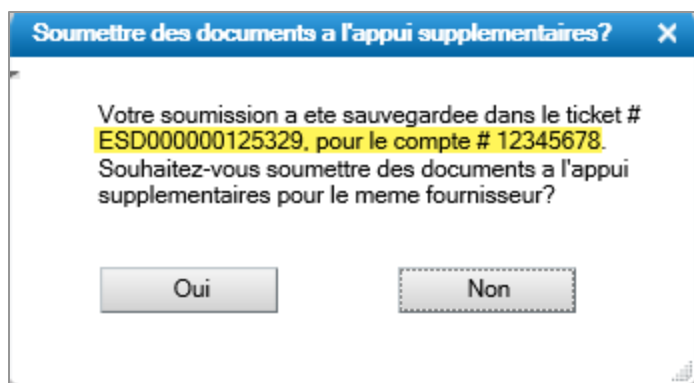 Soumettre des documents a l'appui supplementaires?
Votre soumission a ete sauvegardee dans le ticket #
ESD000000125329, pour le compte # 12345678.
Souhaitez-vous soumettre des documents a l'appui
supplementaires pour le meme fournisseur?
Oui
Non